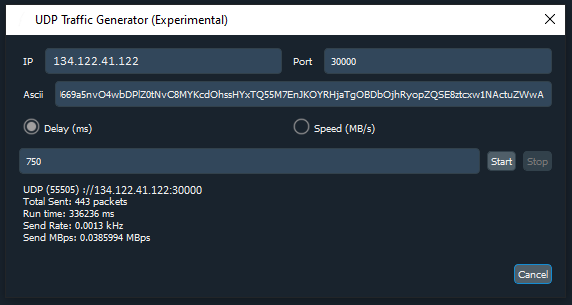 UDP Traffic Generator (Experimental)
IP 134.122.41.122 Port 30000
Ascii !669a5nvO4wbDPlZ0tNvC8MYKcdOhssHYxTQ55M7EnJKOYRHjaTgOBDbOjhRyopZQSE8ztcxw1NActuZWwA
Delay (ms) Speed (MB/s)
750 Start Stop
UDP (55505) ://134.122.41.122:30000
Total Sent: 443 packets
Run time: 336236 ms
Send Rate: 0.0013 kHz
Send MBps: 0.0385994 MBps
Cancel